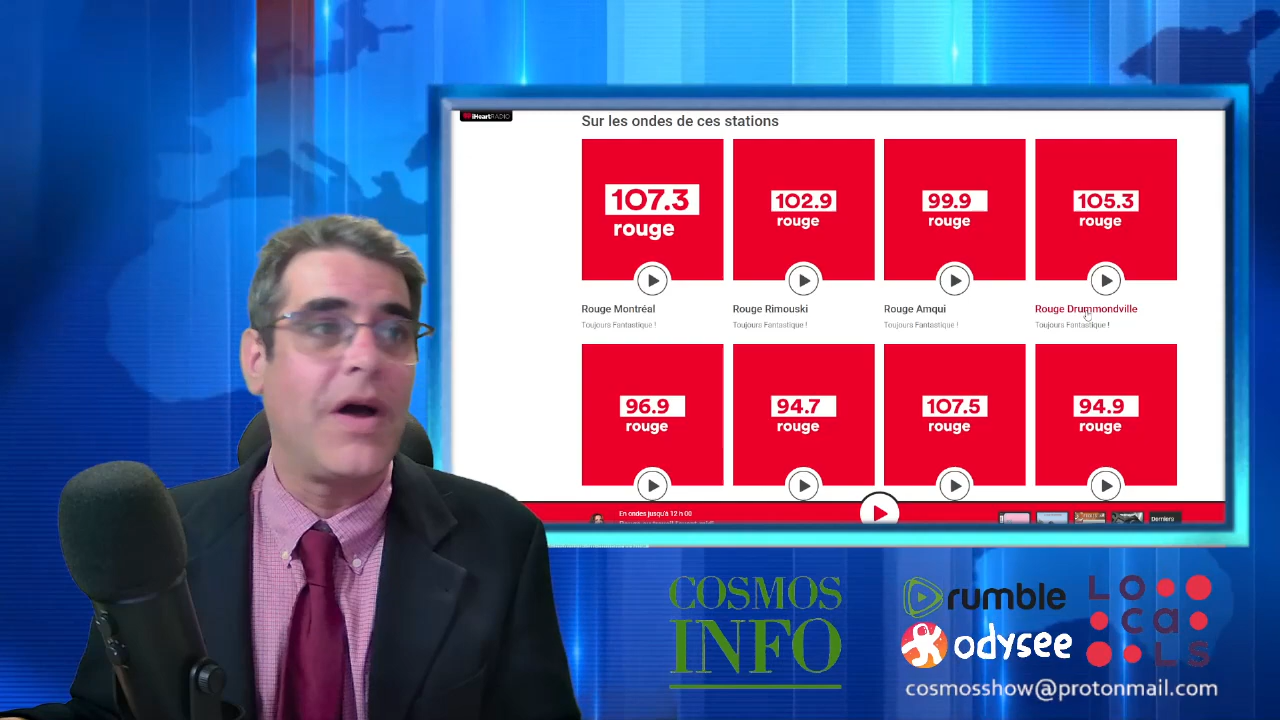 iHeartRADIO
Sur les ondes de ces stations
107.3
rouge
102.9
rouge
99.9
rouge
105.3
rouge
Rouge Montréal
Rouge Rimouski
Rouge Amqui
Rouge Drummondville
Toujours Fantastique !
Toujours Fantastique !
Toujours Fantastique !
Toujours Fantastique !
96.9
rouge
94.7
rouge
107.5
rouge
94.9
rouge
En ondes jusqu'à 12 h 00
Derniers
COSMOS
INFO
rumble
odysee
LOcaLS
cosmosshow@protonmail.com